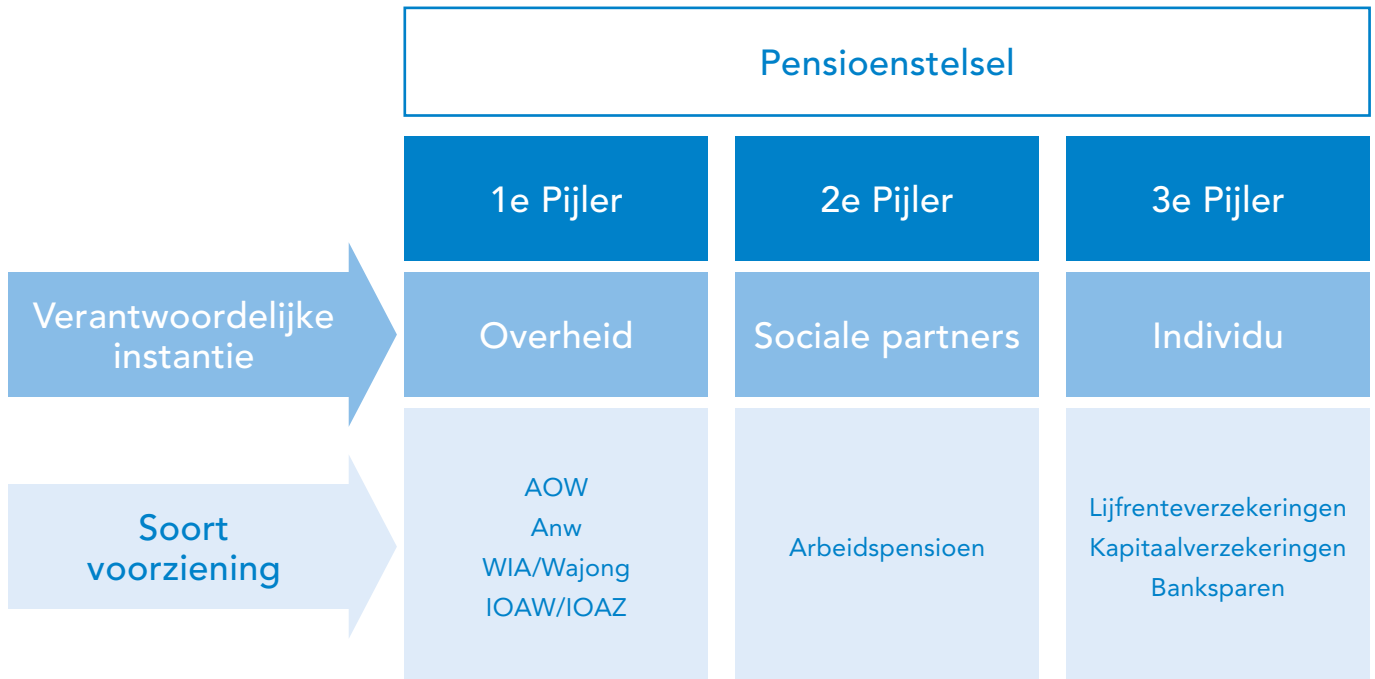 Pensioenstelsel
1e Pijler
2e Pijler
3e Pijler
Verantwoordelijke
instantie
Overheid
Sociale partners
Individu
Soort
voorziening
AOW
Anw
WIA/Wajong
IOAW/IOAZ
Arbeidspensioen
Lijfrenteverzekeringen
Kapitaalverzekeringen
Banksparen